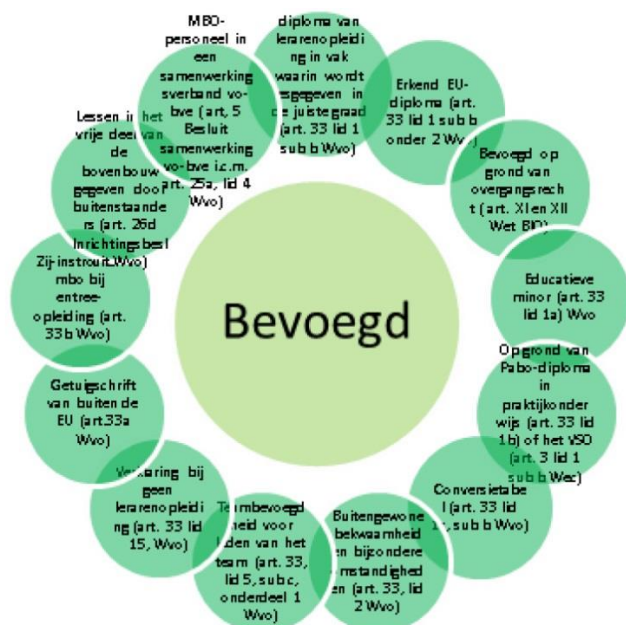 Bevoegd
diploma van
lerarenopleid
ing in vak
waarin wordt
lesgegeven in
de juiste graad
(art. 33 lid 1
sub b Wvo)
Erkend EU-
diploma (art.
33 lid 1 sub b
onder 2 Wvo)
Bevoegd op
grond van
overgangsrech
t (art. XI en XII
Wet BIO)
Educatieve
minor (art. 33
lid 1a) Wvo
Op grond van
Pabo-diploma
in
praktijkonder
wijs (art. 33 lid
1b) of het VSO
(art. 3 lid 1
sub b Wec)
Conversietabe
l (art. 33 lid
sub b Wvo)
Buitengewone
bekwaamheid
en bijzondere
omstandighed
en (art. 33, lid
2 Wvo)
Teambevoegd
heid voor
leden van het
team (art. 33,
lid 5, sub c,
onderdeel 1
Wvo)
Verklaring bij
geen
lerarenopleidi
ng (art. 33 lid
15, Wvo)
Getuigschrift
van buiten de
EU (art.33a
Wvo)
Zij-instrouit
mbo bij
entree-
opleiding (art.
33b Wvo)
Lessen in het
vrije deel van
de
bovenbouw
gegeven door
buitenstaande
rs (art. 26d
Inrichtingsbesl
Wvo)
MBO-
personeel in
een
samenwerking
sverband vo-
bve (art, 5
Besluit
samenwerking
vo-bve i.c.m.
art. 25a, lid 4
Wvo)